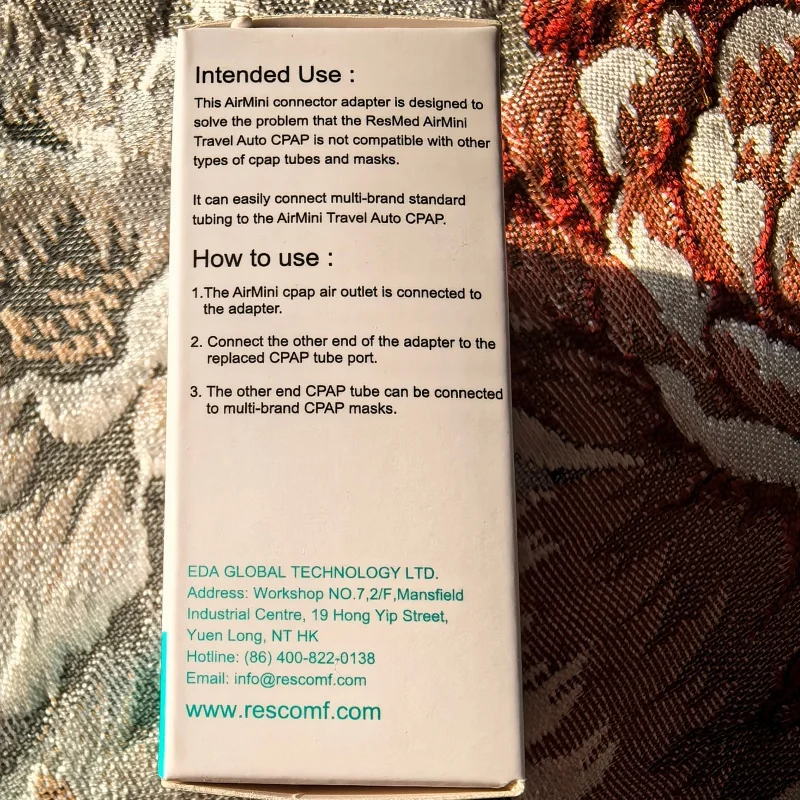 Intended Use :
This AirMini connector adapter is designed to
solve the problem that the ResMed AirMini
Travel Auto CPAP is not compatible with other
types of cpap tubes and masks.
It can easily connect multi-brand standard
tubing to the AirMini Travel Auto CPAP.
How to use :
1.The AirMini cpap air outlet is connected to
the adapter.
2. Connect the other end of the adapter to the
replaced CPAP tube port.
3. The other end CPAP tube can be connected
to multi-brand CPAP masks.
EDA GLOBAL TECHNOLOGY LTD.
Address: Workshop NO.7,2/F,Mansfield
Industrial Centre, 19 Hong Yip Street,
Yuen Long, NT HK
Hotline: (86) 400-822-0138
Email: info@rescomf.com
www.rescomf.com